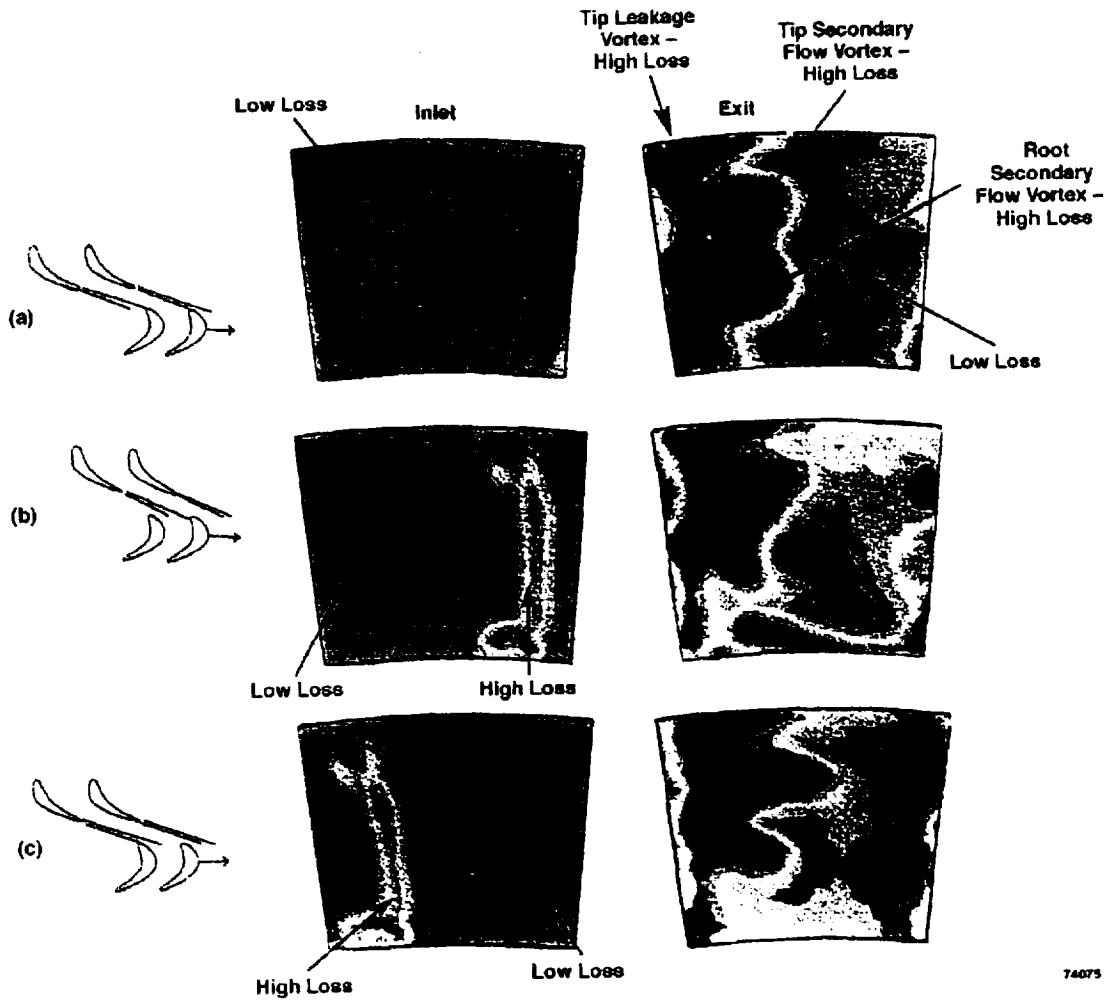 Tip Leakage
Vortex –
High Loss
Tip Secondary
Flow Vortex –
High Loss
Low Loss
Inlet
Exit
Root
Secondary
Flow Vortex –
High Loss
(a)
Low Loss
(b)
Low Loss
High Loss
(c)
High Loss
Low Loss
74075